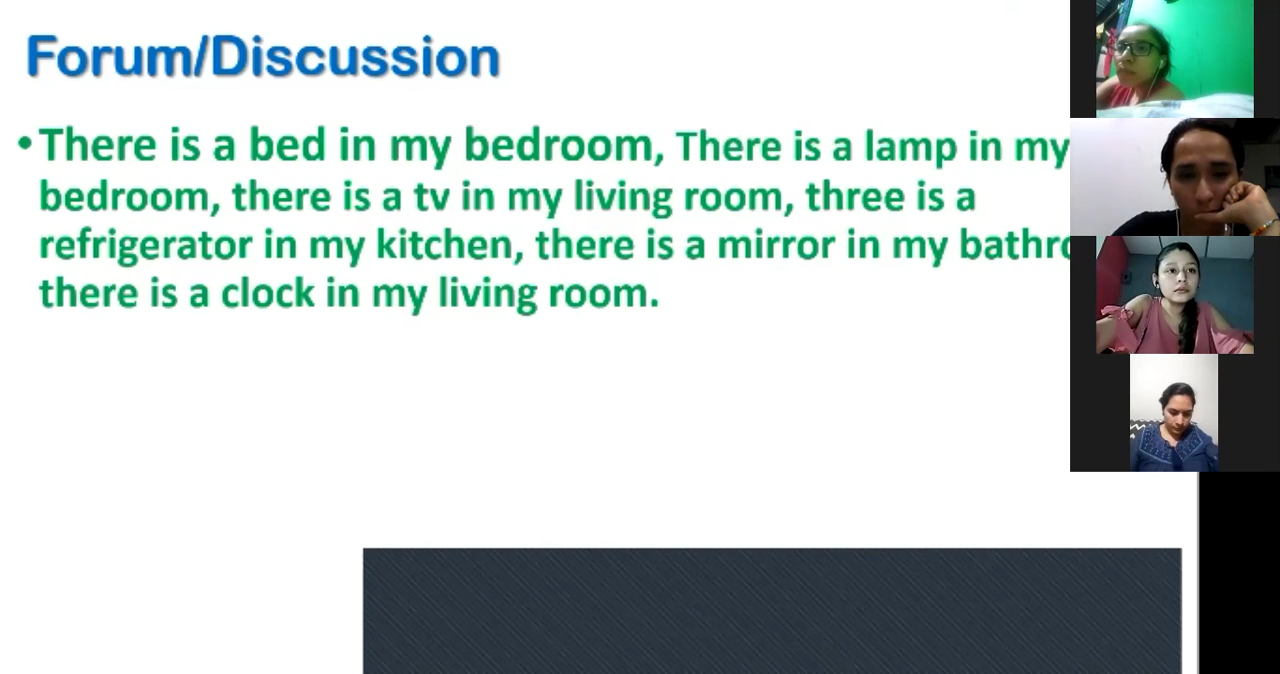 Forum/Discussion
• There is a bed in my bedroom, There is a lamp in my
bedroom, there is a tv in my living room, three is a
refrigerator in my kitchen, there is a mirror in my
there is a clock in my living room.